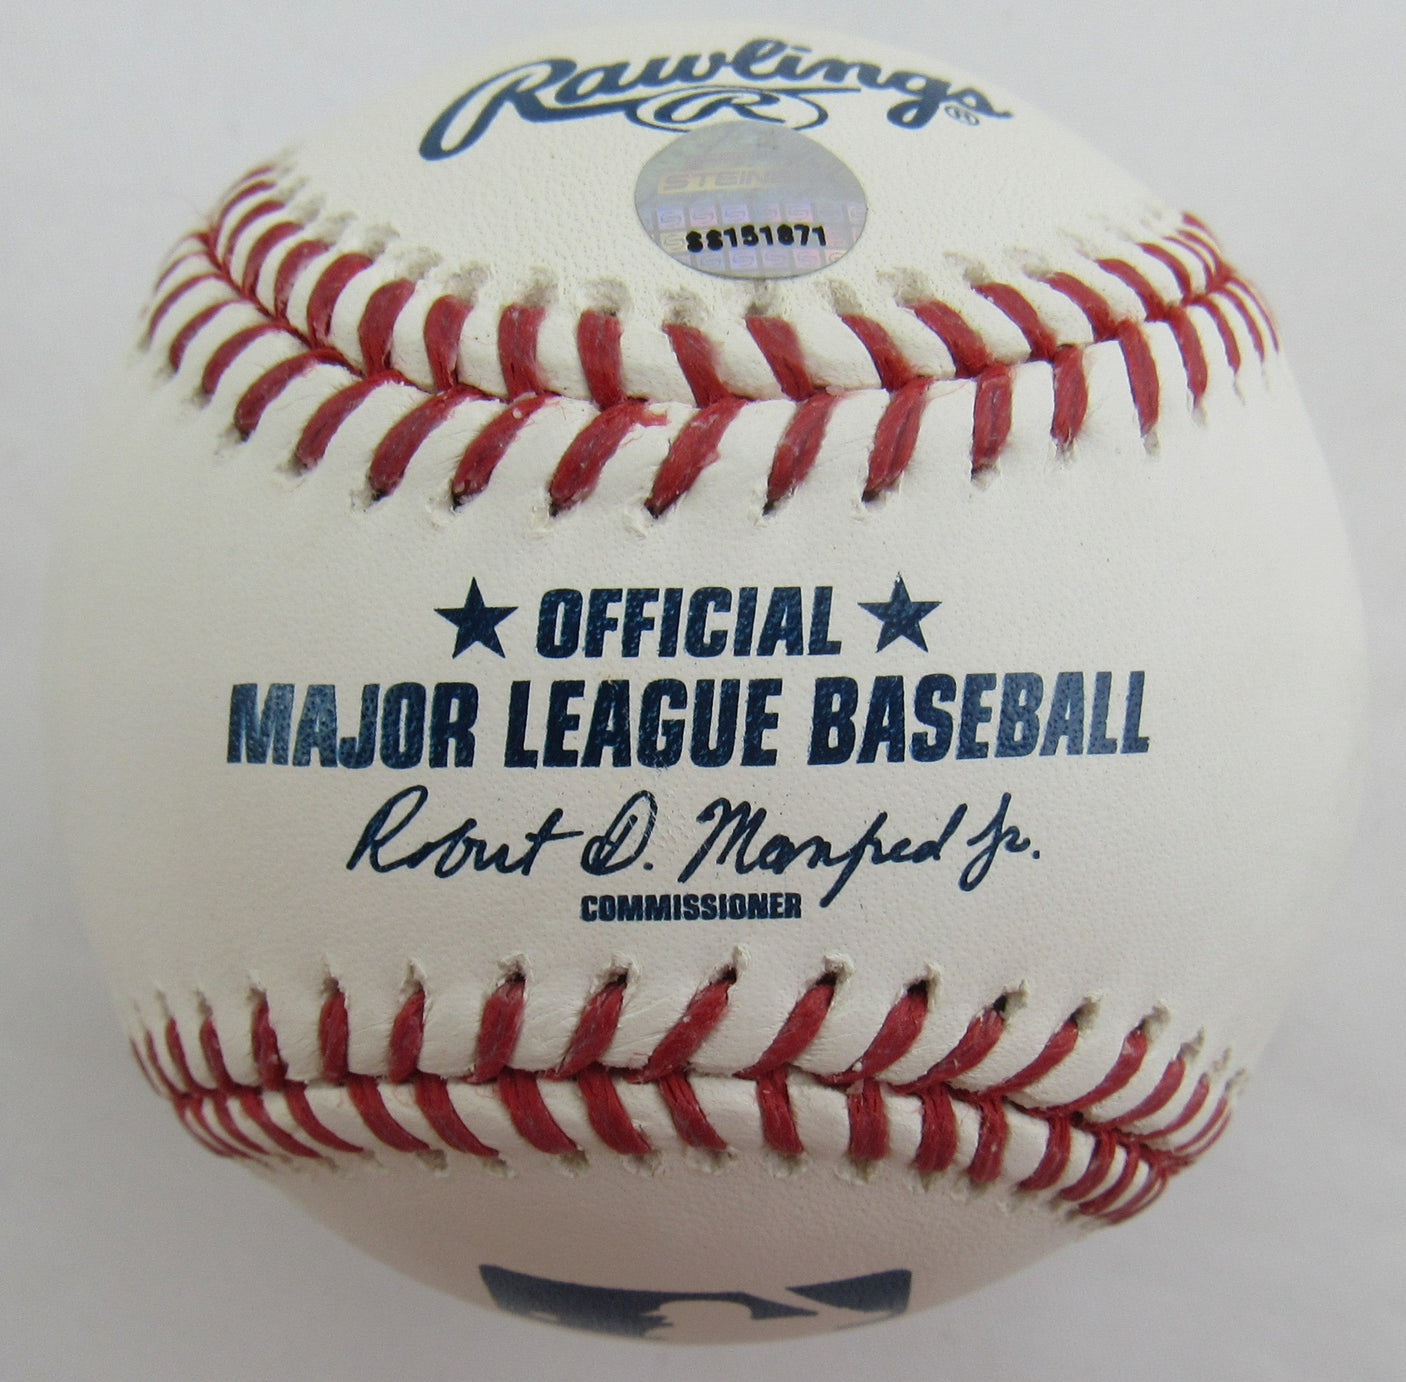 Rawlings
R ®
STEINER
SS151871
★ OFFICIAL ★
MAJOR LEAGUE BASEBALL
Robert D. Manfred Jr.
COMMISSIONER